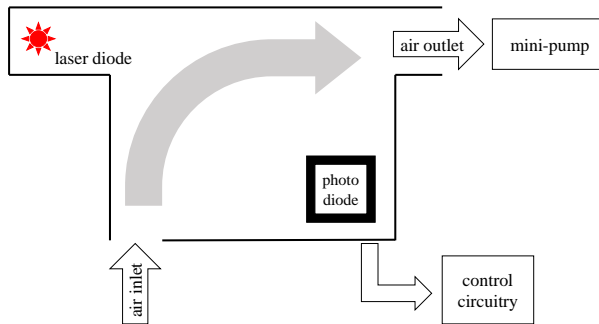 laser diode
air outlet
mini-pump
photo
diode
air inlet
control
circuitry